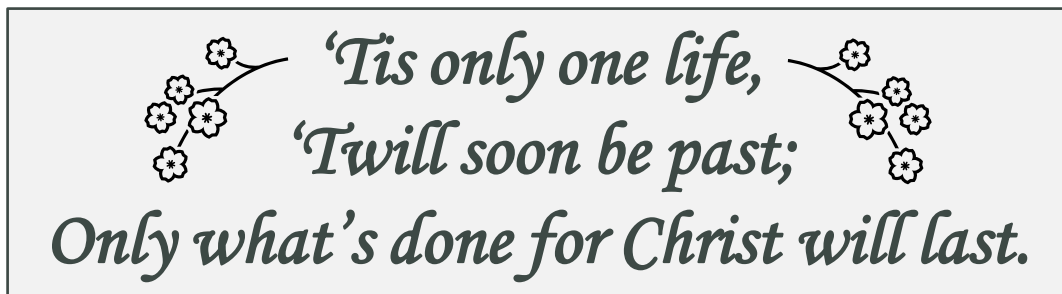 ‘Tis only one life,
‘Twill soon be past;
Only what’s done for Christ will last.